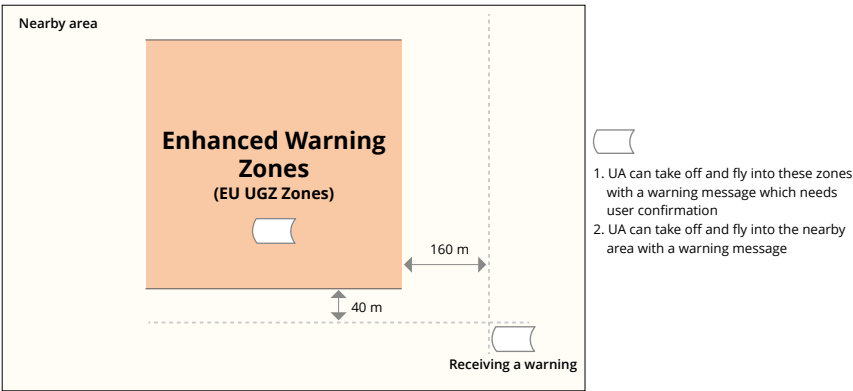 Nearby area
Enhanced Warning
Zones
(EU UGZ Zones)
160 m
40 m
Receiving a warning
1. UA can take off and fly into these zones
with a warning message which needs
user confirmation
2. UA can take off and fly into the nearby
area with a warning message